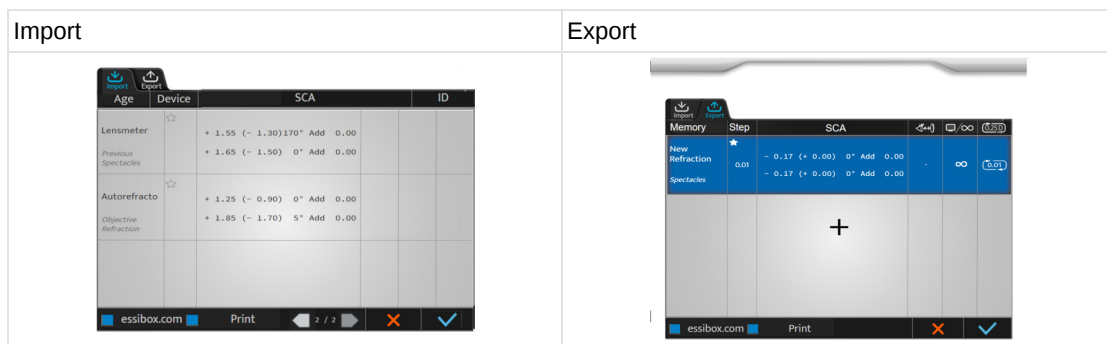 Import
Export
Import Export
Age Device SCA ID
Lensmeter
+ 1.55 (- 1.30)170° Add 0.00
Previous
Spectacles
+ 1.65 (- 1.50) 0° Add 0.00
Autorefracto
+ 1.25 (- 0.90) 0° Add 0.00
Objective
Refraction
+ 1.85 (- 1.70) 5° Add 0.00
essibox.com Print 2 / 2
Import Export
Memory Step SCA ∞ 0.25D
New
Refraction
0.01
- 0.17 (+ 0.00) 0° Add 0.00
- ∞ 0.01
Spectacles
- 0.17 (+ 0.00) 0° Add 0.00
+
essibox.com Print